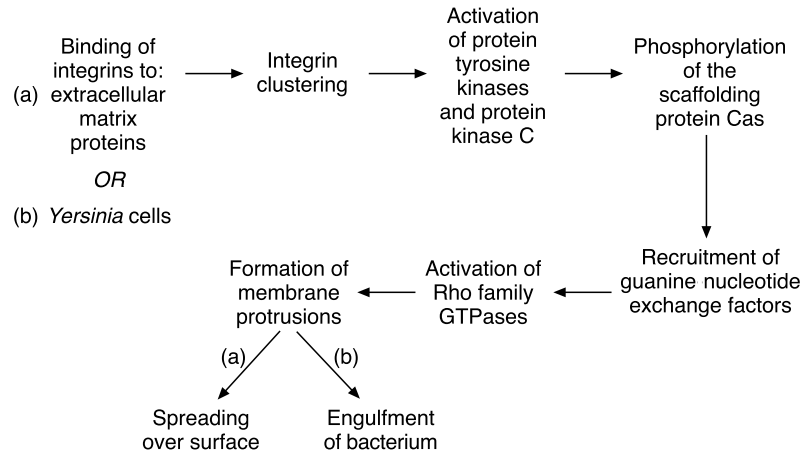 Binding of
integrins to:
(a) extracellular
matrix
proteins
OR
(b) Yersinia cells
Integrin
clustering
Activation
of protein
tyrosine
kinases
and protein
kinase C
Phosphorylation
of the
scaffolding
protein Cas
Recruitment of
guanine nucleotide
exchange factors
Activation of
Rho family
GTPases
Formation of
membrane
protrusions
(a)
(b)
Spreading
over surface
Engulfment
of bacterium